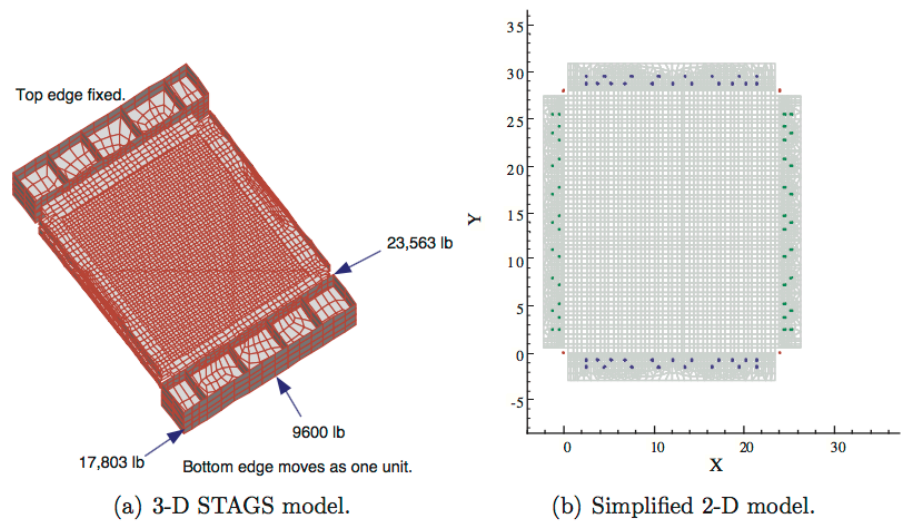 Top edge fixed.
23,563 lb
9600 lb
17,803 lb
Bottom edge moves as one unit.
(a) 3-D STAGS model.
35
30
25
20
15
10
5
0
-5
Y
0
10
20
30
X
(b) Simplified 2-D model.